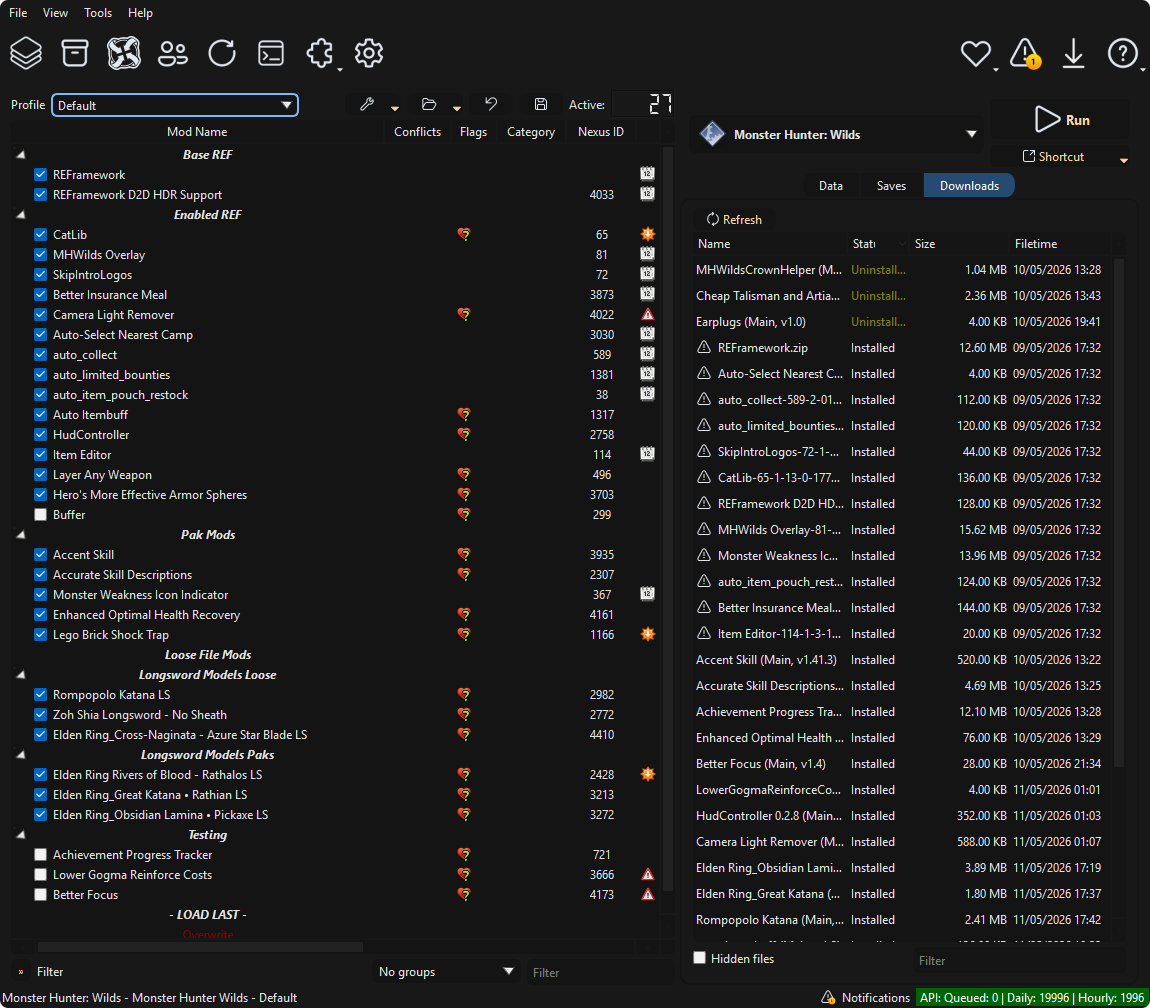 File View Tools Help
Profile Default Active: 27
Mod Name Conflicts Flags Category Nexus ID
Base REF
REFramework
REFramework D2D HDR Support 4033
Enabled REF
CatLib 65
MHWilds Overlay 81
SkipIntroLogos 72
Better Insurance Meal 3873
Camera Light Remover 4022
Auto-Select Nearest Camp 3030
auto_collect 589
auto_limited_bounties 1381
auto_item_pouch_restock 38
Auto Itembuff 1317
HudController 2758
Item Editor 114
Layer Any Weapon 496
Hero's More Effective Armor Spheres 3703
Buffer 299
Pak Mods
Accent Skill 3935
Accurate Skill Descriptions 2307
Monster Weakness Icon Indicator 367
Enhanced Optimal Health Recovery 4161
Lego Brick Shock Trap 1166
Loose File Mods
Longsword Models Loose
Rompopolo Katana LS 2982
Zoh Shia Longsword - No Sheath 2772
Elden Ring_Cross-Naginata - Azure Star Blade LS 4410
Longsword Models Paks
Elden Ring Rivers of Blood - Rathalos LS 2428
Elden Ring_Great Katana • Rathian LS 3213
Elden Ring_Obsidian Lamina • Pickaxe LS 3272
Testing
Achievement Progress Tracker 721
Lower Gogma Reinforce Costs 3666
Better Focus 4173
- LOAD LAST -
Overwrite
» Filter No groups Filter
Monster Hunter: Wilds
Run
Shortcut
Data Saves Downloads
Refresh
Name Statu Size Filetime
MHWildsCrownHelper (M... Uninstall... 1.04 MB 10/05/2026 13:28
Cheap Talisman and Artia... Uninstall... 2.36 MB 10/05/2026 13:43
Earplugs (Main, v1.0) Uninstall... 4.00 KB 10/05/2026 19:41
REFramework.zip Installed 12.60 MB 09/05/2026 17:32
Auto-Select Nearest C... Installed 4.00 KB 09/05/2026 17:32
auto_collect-589-2-01... Installed 112.00 KB 09/05/2026 17:32
auto_limited_bounties... Installed 120.00 KB 09/05/2026 17:32
SkipIntroLogos-72-1-... Installed 44.00 KB 09/05/2026 17:32
CatLib-65-1-13-0-177... Installed 136.00 KB 09/05/2026 17:32
REFramework D2D HD... Installed 128.00 KB 09/05/2026 17:32
MHWilds Overlay-81-... Installed 15.62 MB 09/05/2026 17:32
Monster Weakness Ic... Installed 13.96 MB 09/05/2026 17:32
auto_item_pouch_rest... Installed 124.00 KB 09/05/2026 17:32
Better Insurance Meal... Installed 144.00 KB 09/05/2026 17:32
Item Editor-114-1-3-1... Installed 20.00 KB 09/05/2026 17:32
Accent Skill (Main, v1.41.3) Installed 520.00 KB 10/05/2026 13:22
Accurate Skill Descriptions... Installed 4.69 MB 10/05/2026 13:25
Achievement Progress Tra... Installed 12.10 MB 10/05/2026 13:28
Enhanced Optimal Health ... Installed 76.00 KB 10/05/2026 13:29
Better Focus (Main, v1.4) Installed 28.00 KB 10/05/2026 21:34
LowerGogmaReinforceCo... Installed 4.00 KB 11/05/2026 01:01
HudController 0.2.8 (Main... Installed 352.00 KB 11/05/2026 01:03
Camera Light Remover (M... Installed 588.00 KB 11/05/2026 01:07
Elden Ring_Obsidian Lami... Installed 3.89 MB 11/05/2026 17:19
Elden Ring_Great Katana (... Installed 1.80 MB 11/05/2026 17:37
Rompopolo Katana (Main,... Installed 2.41 MB 11/05/2026 17:42
Hidden files Filter
Monster Hunter: Wilds - Monster Hunter Wilds - Default
1 Notifications API: Queued: 0 | Daily: 19996 | Hourly: 1996